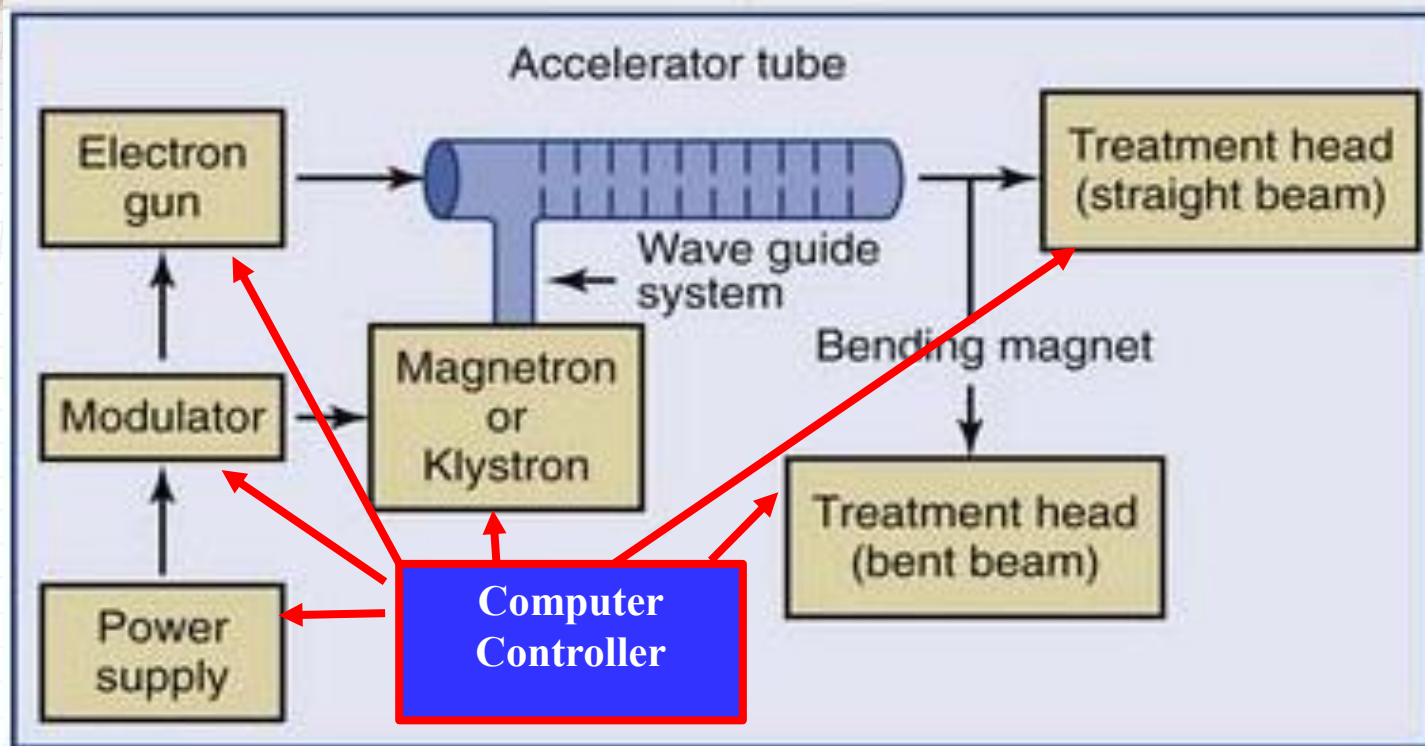 Accelerator tube
Electron
gun
Treatment head
(straight beam)
Wave guide
system
Bending magnet
Magnetron
or
Klystron
Modulator
Treatment head
(bent beam)
Power
supply
Computer
Controller